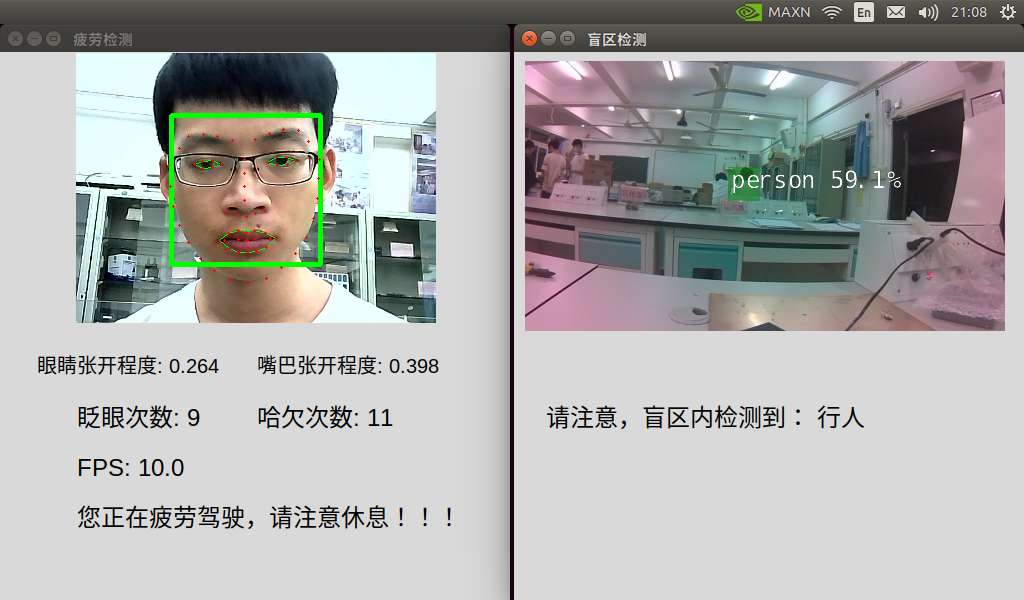 MAXN En 21:08
疲劳检测
盲区检测
person 59.1%
眼睛张开程度: 0.264 嘴巴张开程度: 0.398
眨眼次数: 9 哈欠次数: 11
FPS: 10.0
您正在疲劳驾驶，请注意休息！！！
请注意，盲区内检测到： 行人